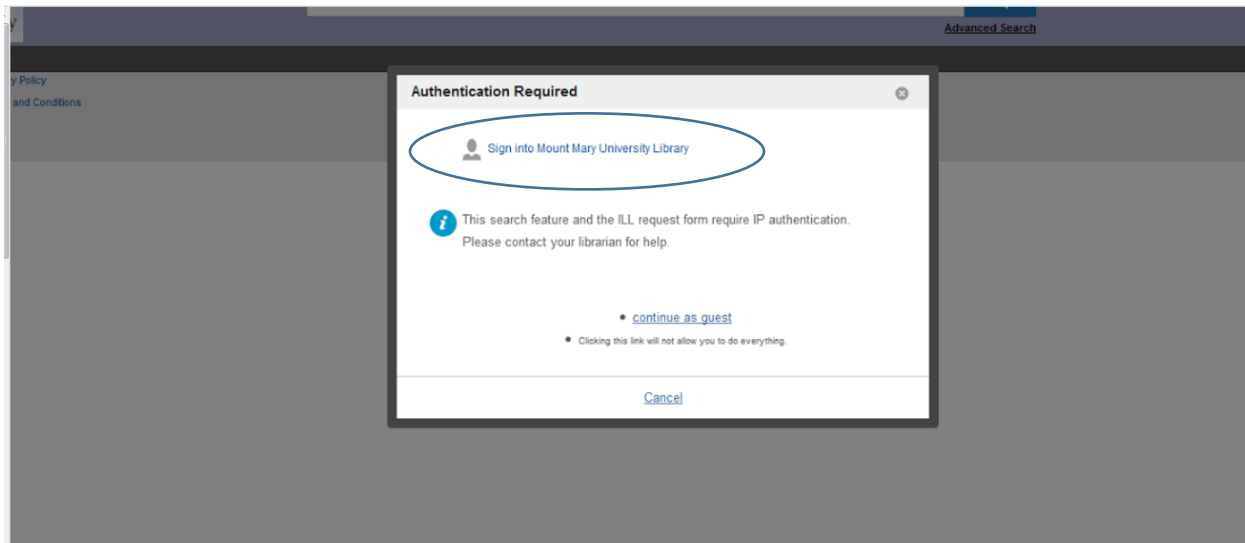 y
Advanced Search
y Policy
and Conditions
Authentication Required
Sign into Mount Mary University Library
i
This search feature and the ILL request form require IP authentication.
Please contact your librarian for help.
continue as guest
Clicking this link will not allow you to do everything.
Cancel